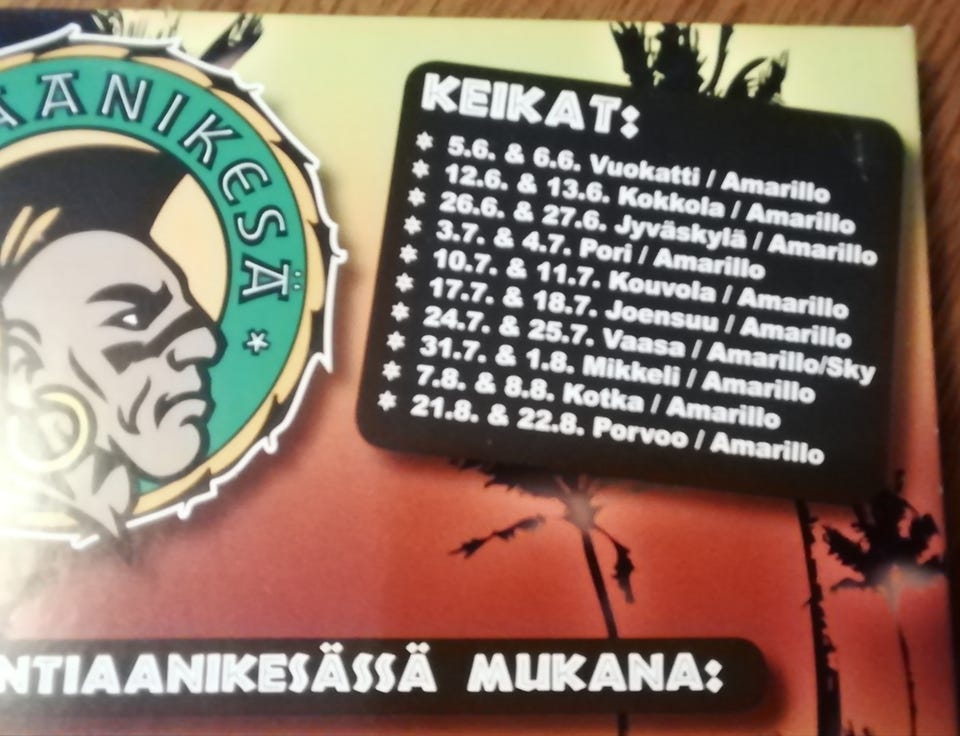 AANIKESÄ *
KEIKAT:
* 5.6. & 6.6. Vuokatti / Amarillo
* 12.6. & 13.6. Kokkola / Amarillo
* 26.6. & 27.6. Jyväskylä / Amarillo
* 3.7. & 4.7. Pori / Amarillo
* 10.7. & 11.7. Kouvola / Amarillo
* 17.7. & 18.7. Joensuu / Amarillo
* 24.7. & 25.7. Vaasa / Amarillo/Sky
* 31.7. & 1.8. Mikkeli / Amarillo
* 7.8. & 8.8. Kotka / Amarillo
* 21.8. & 22.8. Porvoo / Amarillo
NTIAANIKESÄSSÄ MUKANA: